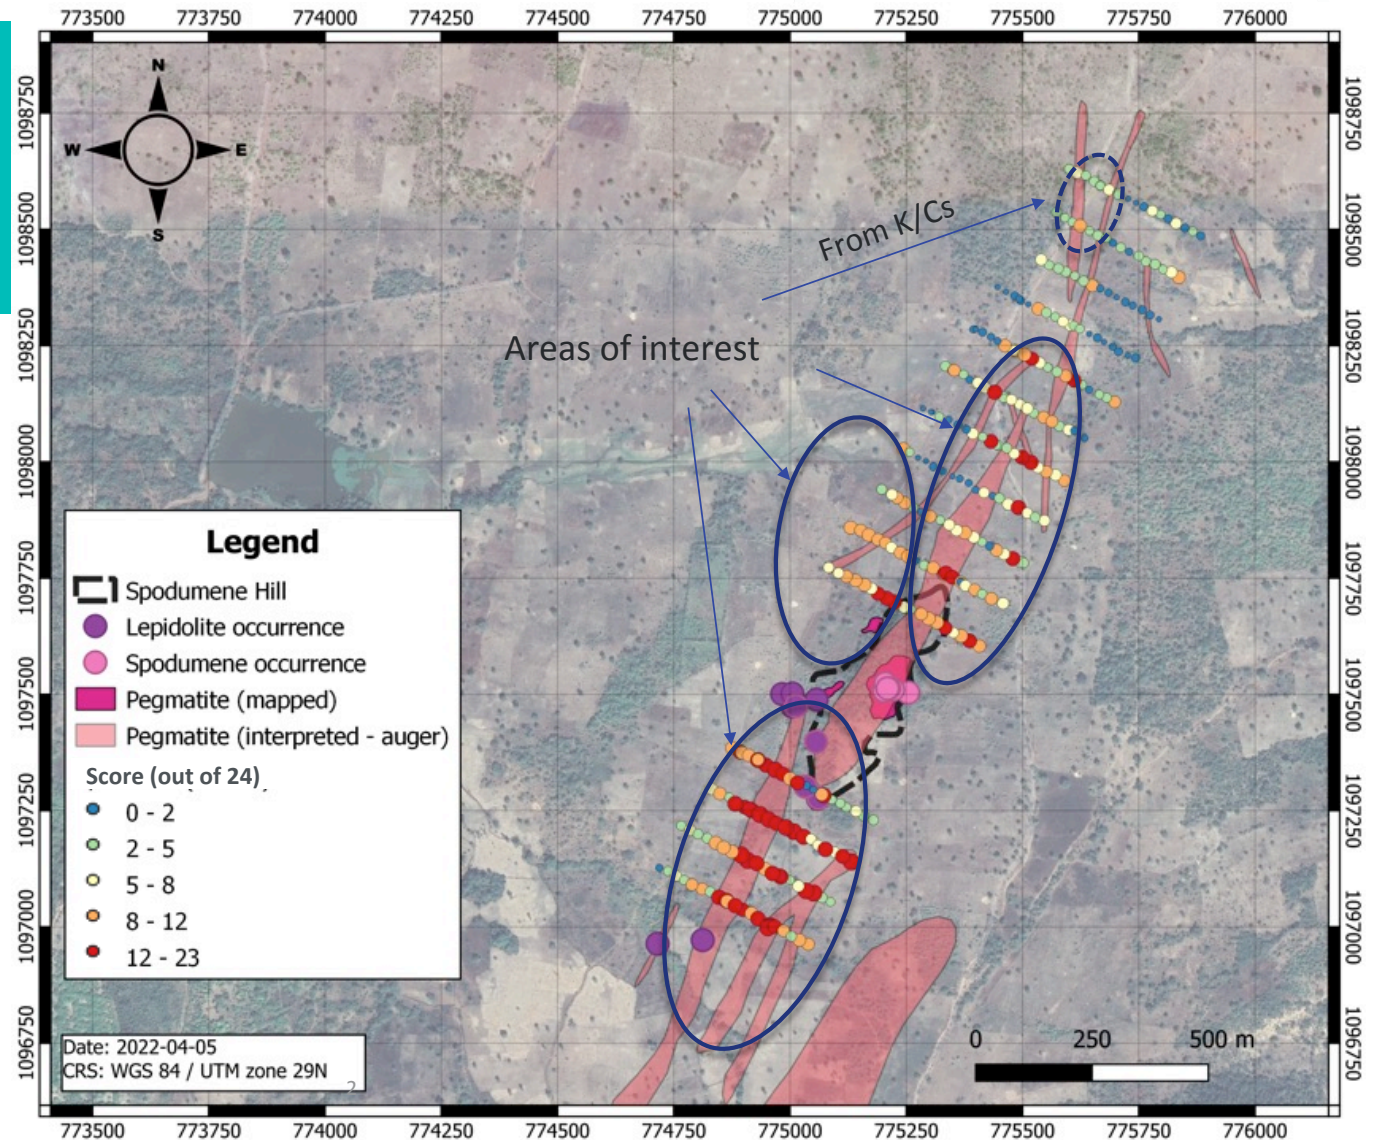 773500 773750 774000 774250 774500 774750 775000 775250 775500 775750 776000
N
W E
S
1098750 1098750
1098500 1098500
1098250 1098250
1098000 1098000
1097750 1097750
1097500 1097500
1097250 1097250
1097000 1097000
1096750 1096750
From K/Cs
Areas of interest
Legend
Spodumene Hill
Lepidolite occurrence
Spodumene occurrence
Pegmatite (mapped)
Pegmatite (interpreted - auger)
Score (out of 24)
0 - 2
2 - 5
5 - 8
8 - 12
12 - 23
Date: 2022-04-05
CRS: WGS 84 / UTM zone 29N
2
0 250 500 m
773500 773750 774000 774250 774500 774750 775000 775250 775500 775750 776000